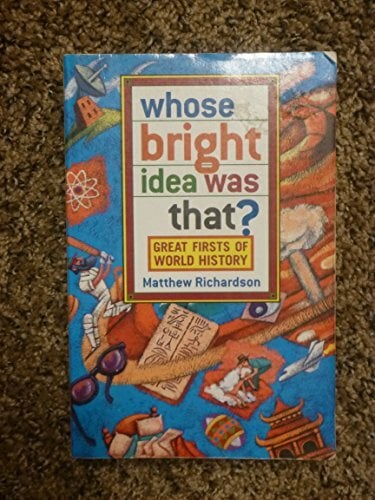 whose
bright
idea was
that?
GREAT FIRSTS OF
WORLD HISTORY
Matthew Richardson